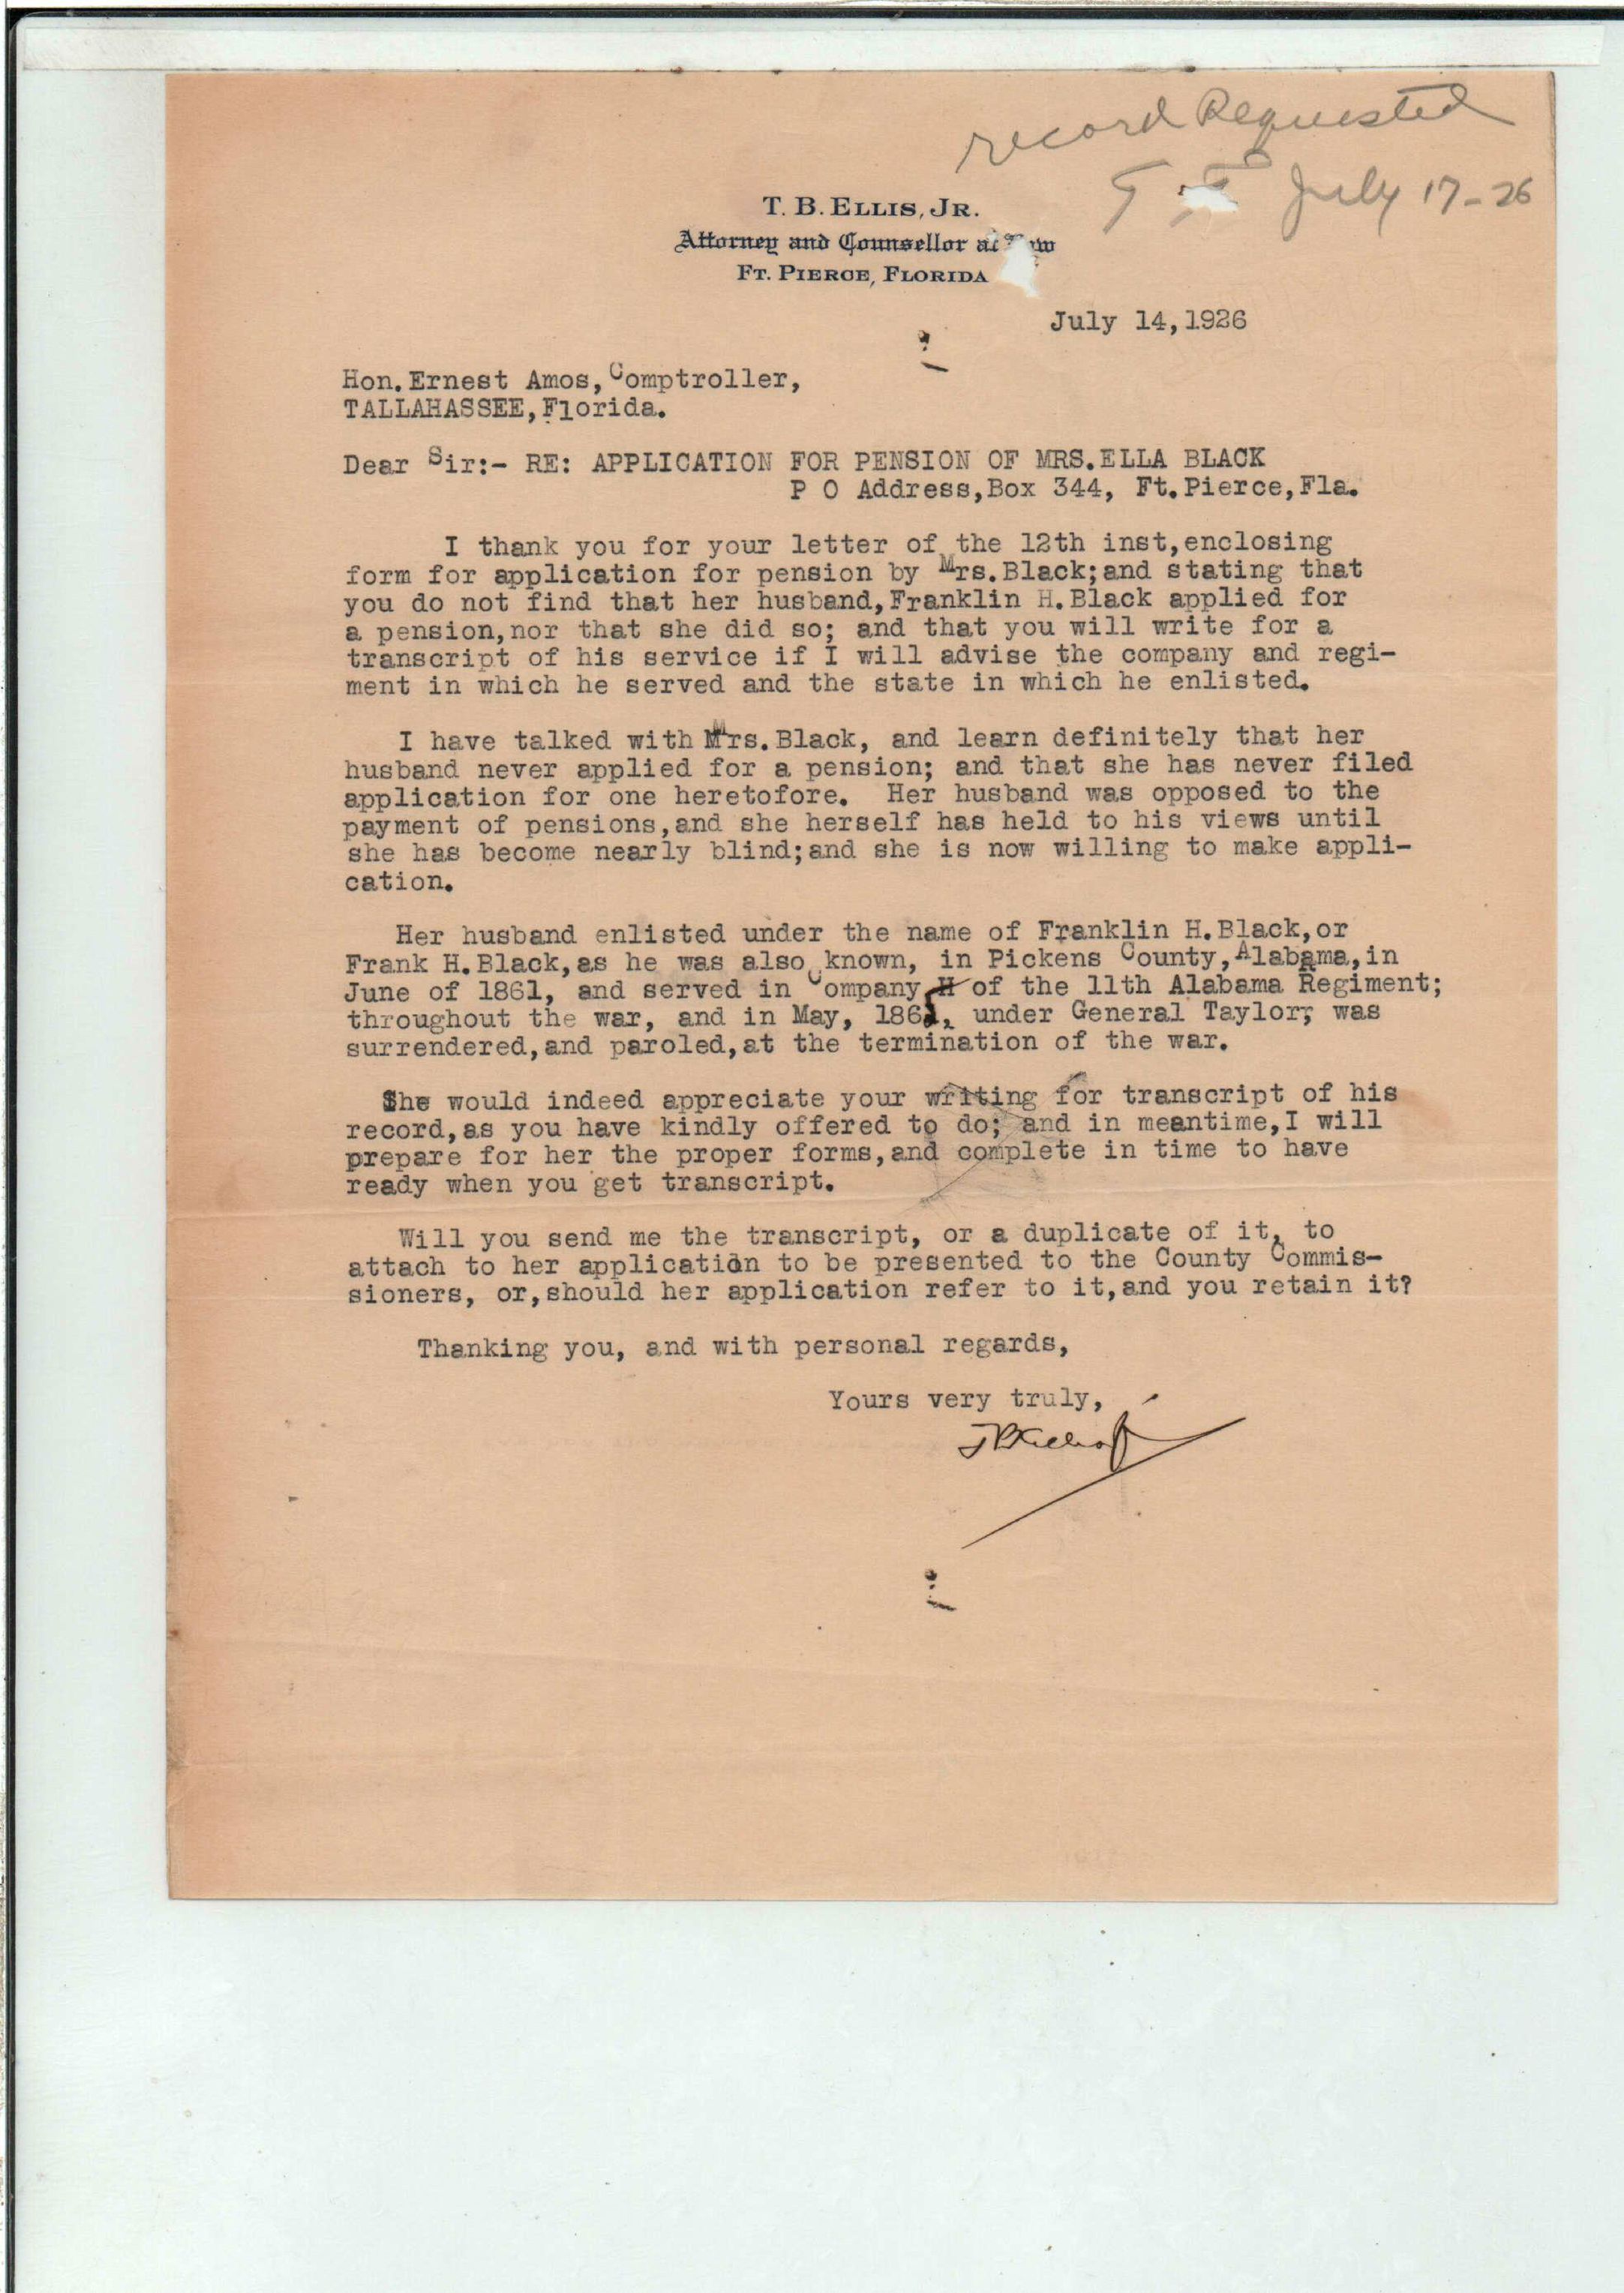 record Requested
July 17-26
T. B. ELLIS, JR.
Attorney and Counsellor at
FT. PIERCE, FLORIDA
July 14,1926
Hon.Ernest Amos,Comptroller,
TALLAHASSEE,Florida.
Dear Sir:- RE: APPLICATION FOR PENSION OF MRS.ELLA BLACK
P O Address,Box 344, Ft.Pierce,Fla.
I thank you for your letter of the 12th inst,enclosing
form for application for pension by Mrs.Black;and stating that
you do not find that her husband,Franklin H.Black applied for
a pension,nor that she did so; and that you will write for a
transcript of his service if I will advise the company and regi-
ment in which he served and the state in which he enlisted.
I have talked with Mrs.Black, and learn definitely that her
husband never applied for a pension; and that she has never filed
application for one heretofore. Her husband was opposed to the
payment of pensions,and she herself has held to his views until
she has become nearly blind;and she is now willing to make appli-
cation.
Her husband enlisted under the name of Franklin H.Black,or
Frank H.Black,as he was also known, in Pickens County,Alabama,in
June of 1861, and served in Company H of the 11th Alabama Regiment;
throughout the war, and in May, under General Taylor, was
surrendered,and paroled,at the termination of the war.
She would indeed appreciate your writing for transcript of his
record,as you have kindly offered to do; and in meantime,I will
prepare for her the proper forms,and complete in time to have
ready when you get transcript.
Will you send me the transcript, or a duplicate of it, to
attach to her application to be presented to the County Commis-
sioners, or,should her application refer to it,and you retain it?
Thanking you, and with personal regards,
Yours very truly,